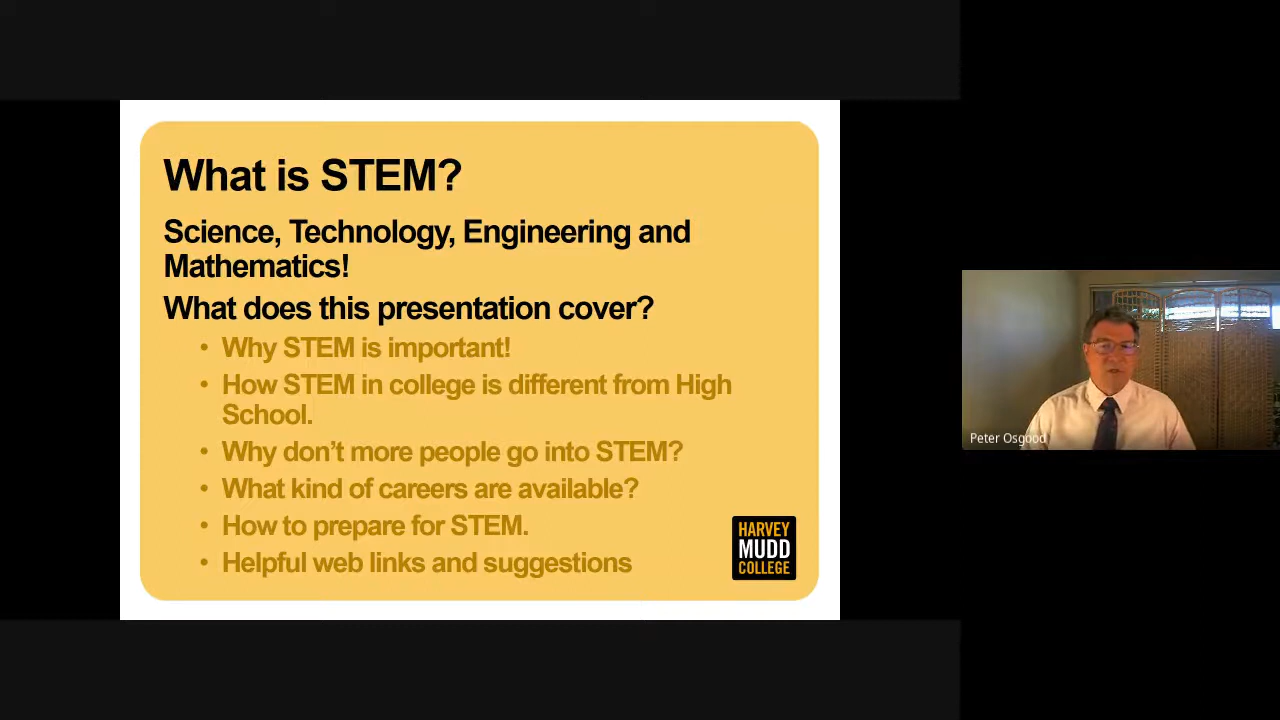 What is STEM?
Science, Technology, Engineering and
Mathematics!
What does this presentation cover?
• Why STEM is important!
• How STEM in college is different from High
School.
• Why don’t more people go into STEM?
• What kind of careers are available?
• How to prepare for STEM.
• Helpful web links and suggestions
HARVEY
MUDD
COLLEGE
Peter Osgood